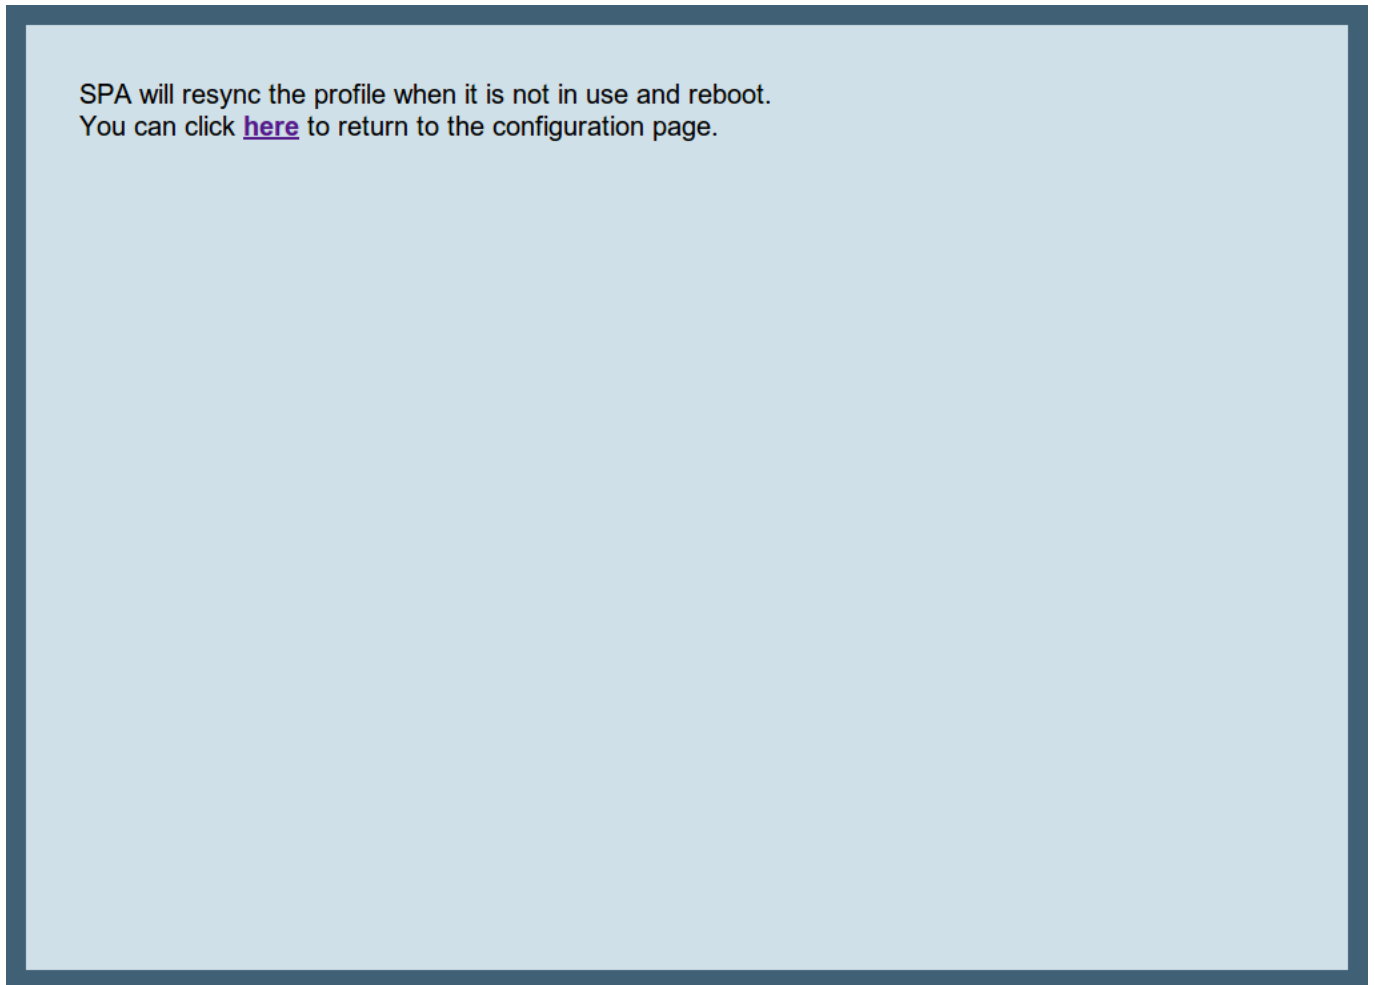 SPA will resync the profile when it is not in use and reboot.
You can click here to return to the configuration page.